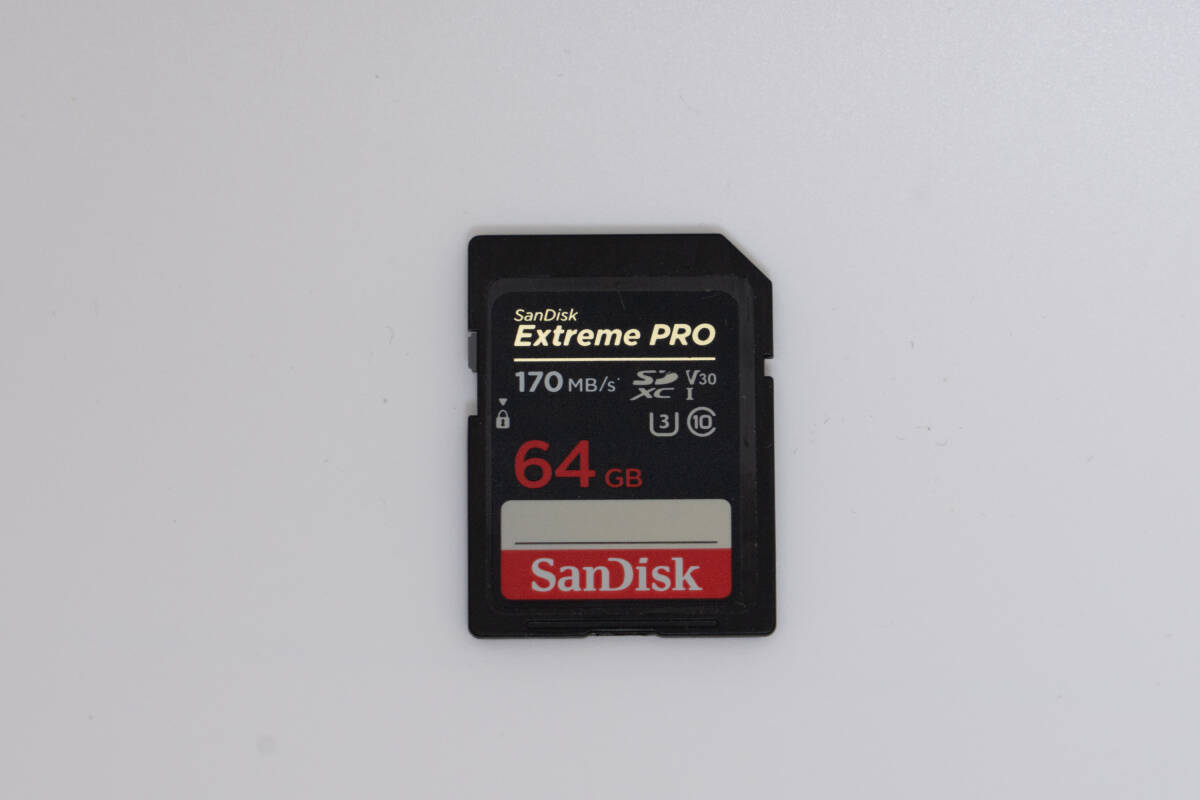 SanDisk
Extreme PRO
170 MB/s SD XC V30 I
3 10
64 GB
SanDisk